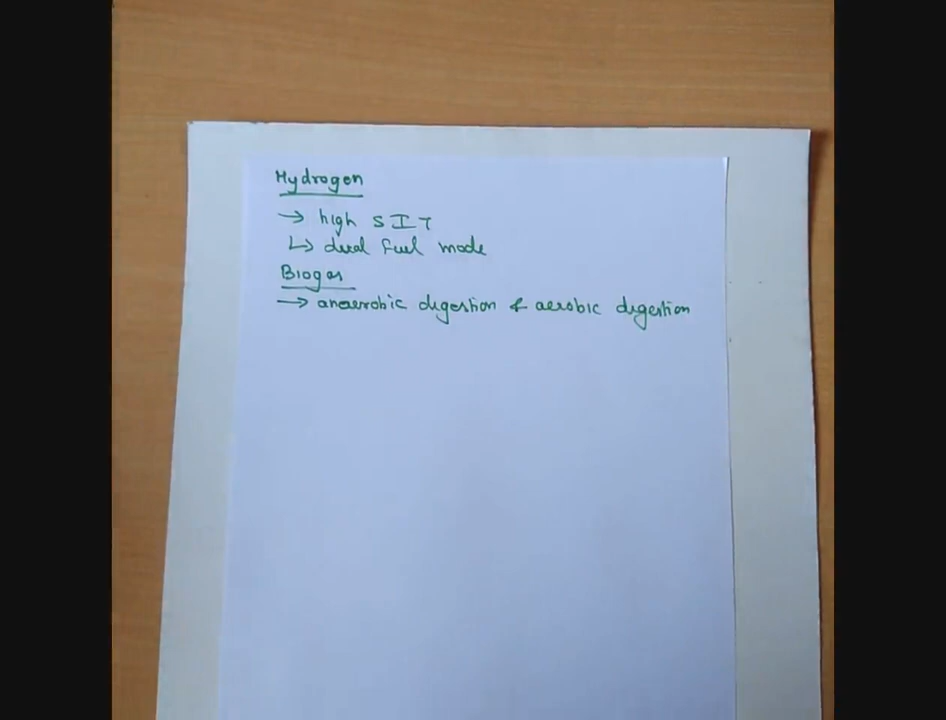 Hydrogen
→ high SIT
↳ dual fuel mode
Biogas
→ anaerobic digestion & aerobic digestion